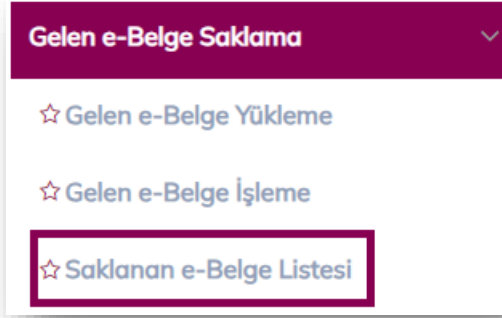 Gelen e-Belge Saklama
Gelen e-Belge Yükleme
Gelen e-Belge İşleme
Saklanan e-Belge Listesi